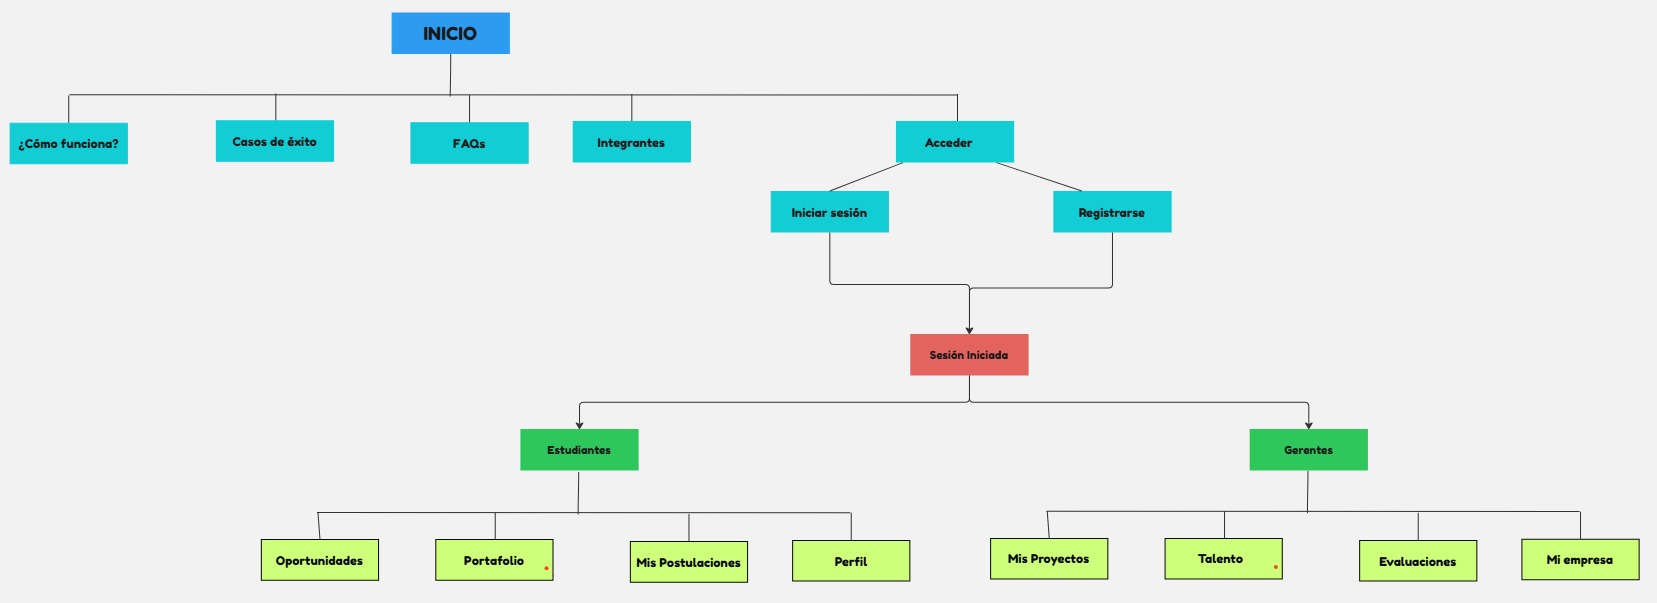 INICIO
¿Cómo funciona?
Casos de éxito
FAQs
Integrantes
Acceder
Iniciar sesión
Registrarse
Sesión Iniciada
Estudiantes
Gerentes
Oportunidades
Portafolio
Mis Postulaciones
Perfil
Mis Proyectos
Talento
Evaluaciones
Mi empresa